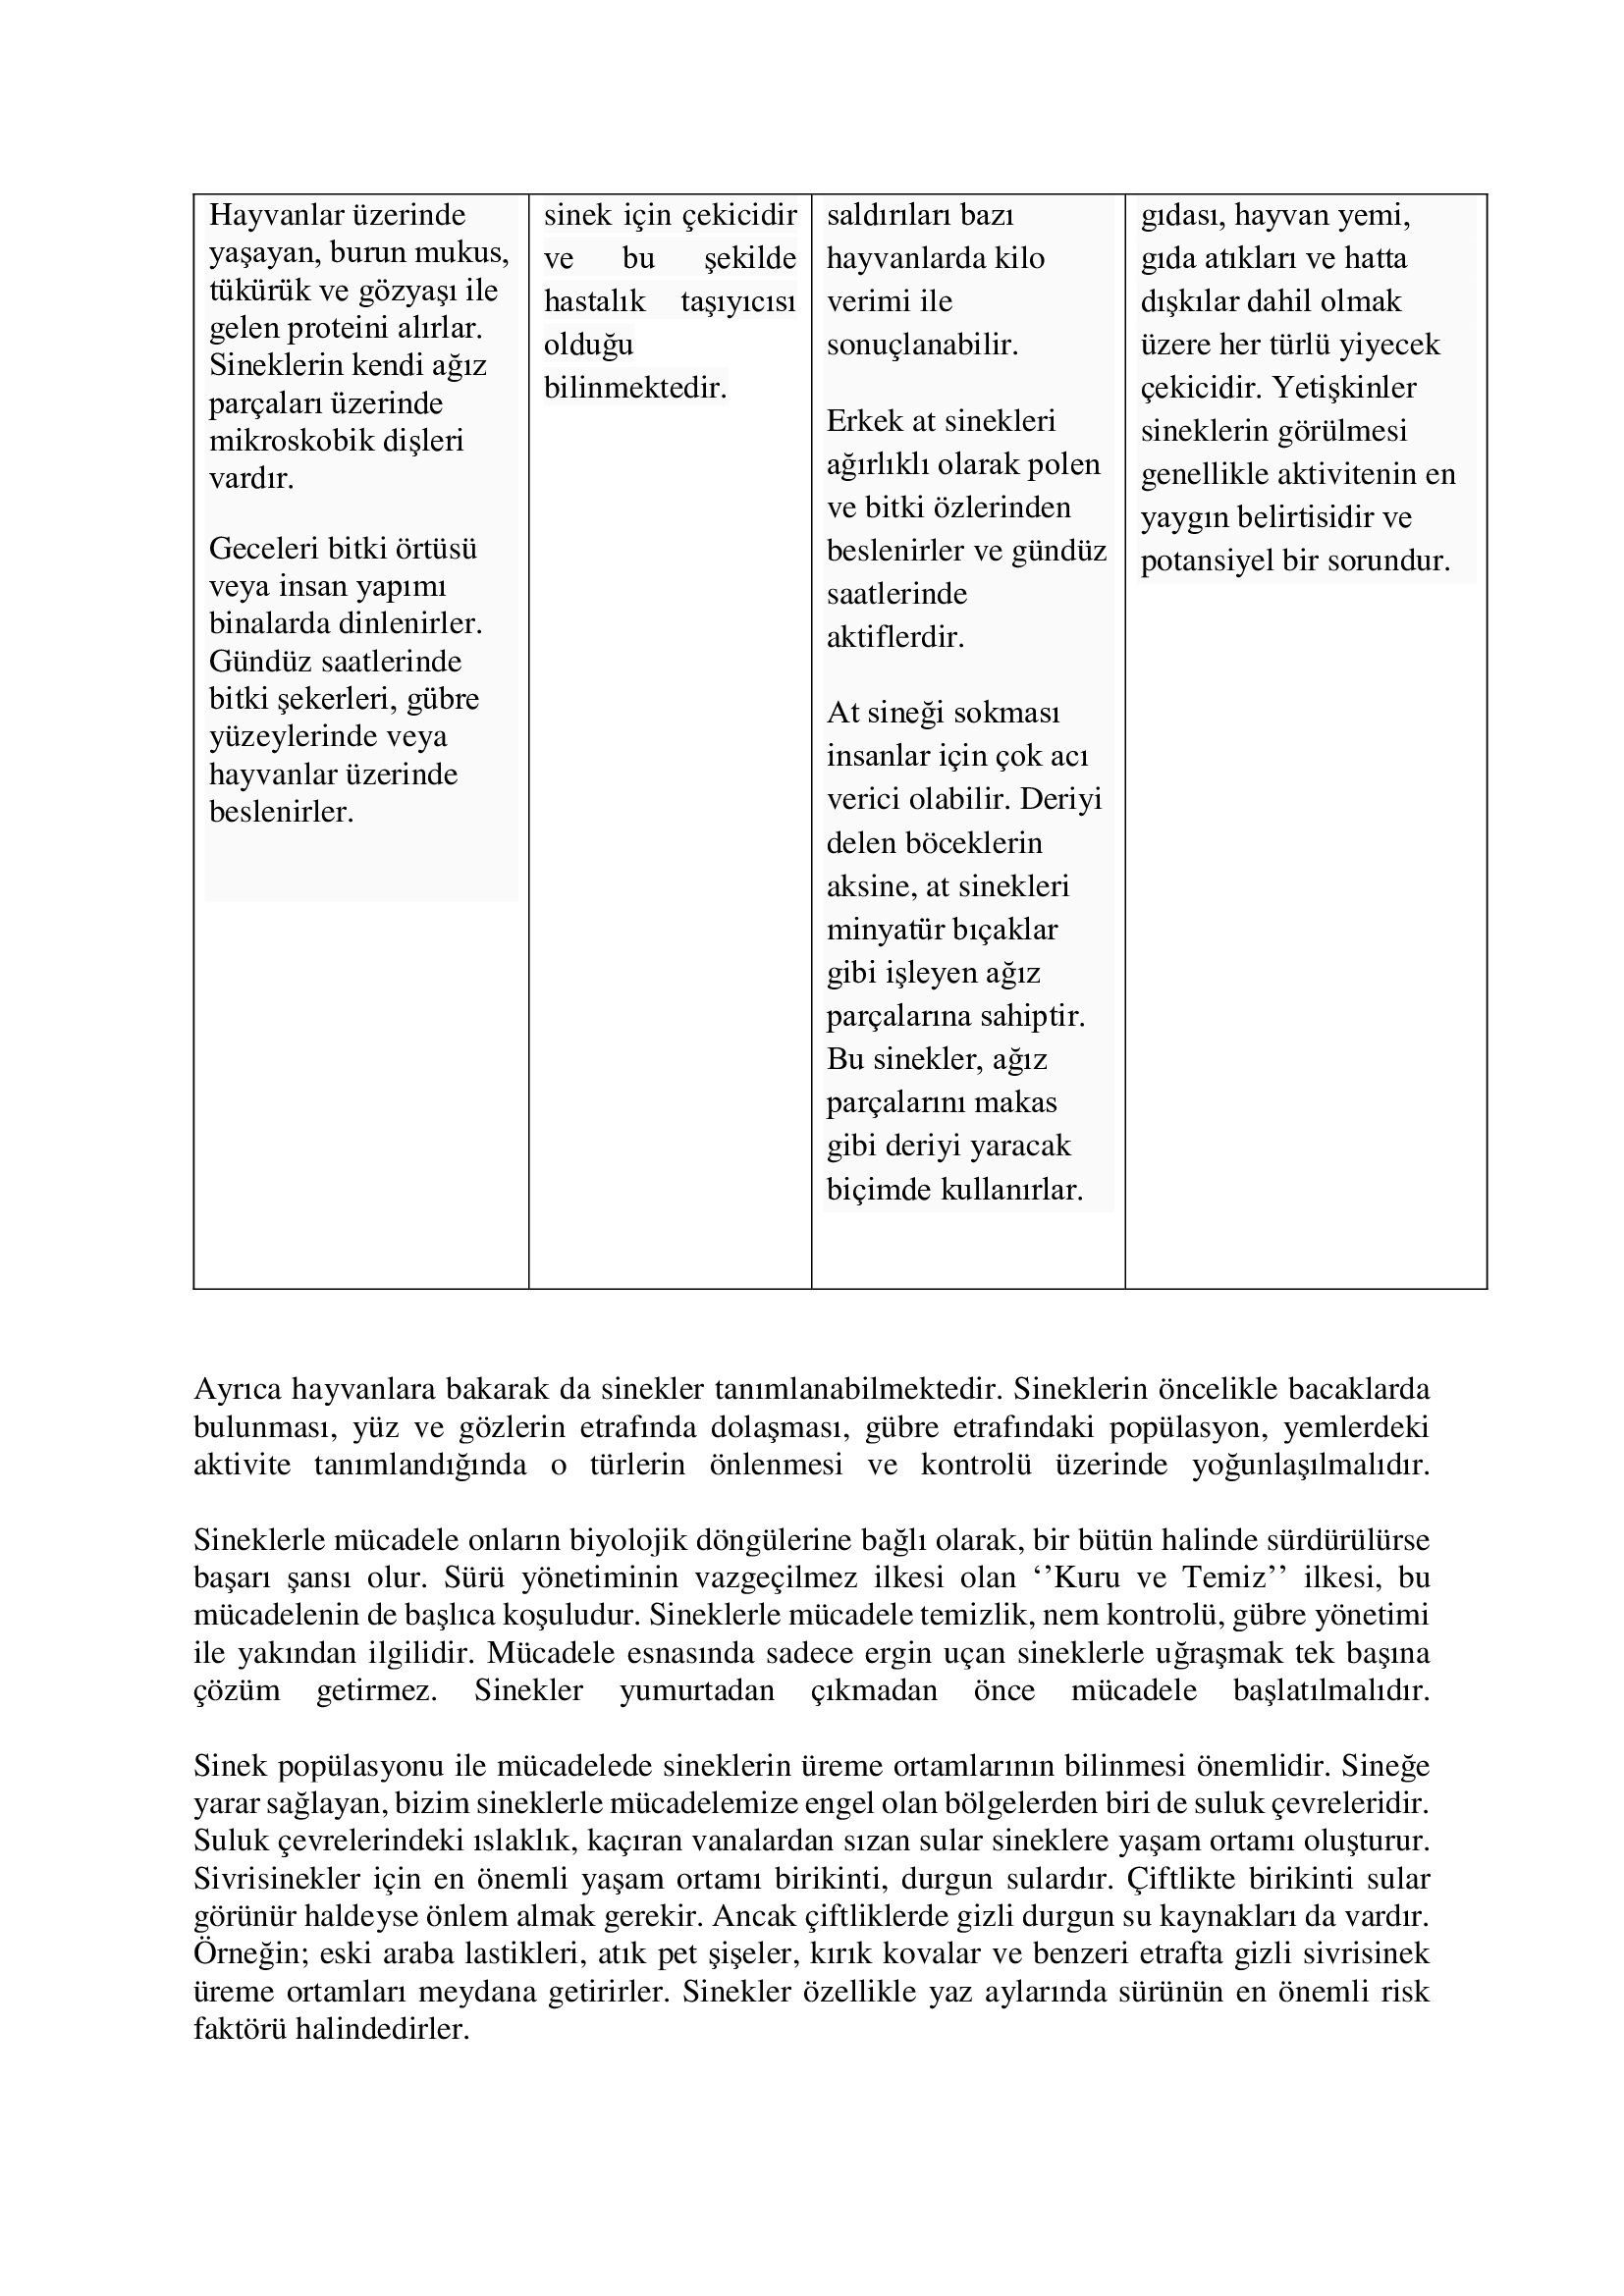 Hayvanlar üzerinde
yaşayan, burun mukus,
tükürük ve gözyaşı ile
gelen proteini alırlar.
Sineklerin kendi ağız
parçaları üzerinde
mikroskobik dişleri
vardır.
Geceleri bitki örtüsü
veya insan yapımı
binalarda dinlenirler.
Gündüz saatlerinde
bitki şekerleri, gübre
yüzeylerinde veya
hayvanlar üzerinde
beslenirler.
sinek için çekicidir
ve bu şekilde
hastalık taşıyıcısı
olduğu
bilinmektedir.
saldırıları bazı
hayvanlarda kilo
verimi ile
sonuçlanabilir.
Erkek at sinekleri
ağırlıklı olarak polen
ve bitki özlerinden
beslenirler ve gündüz
saatlerinde
aktiflerdir.
At sineği sokması
insanlar için çok acı
verici olabilir. Deriyi
delen böceklerin
aksine, at sinekleri
minyatür bıçaklar
gibi işleyen ağız
parçalarına sahiptir.
Bu sinekler, ağız
parçalarını makas
gibi deriyi yaracak
biçimde kullanırlar.
gıdası, hayvan yemi,
gıda atıkları ve hatta
dışkılar dahil olmak
üzere her türlü yiyecek
çekicidir. Yetişkinler
sineklerin görülmesi
genellikle aktivitenin en
yaygın belirtisidir ve
potansiyel bir sorundur.
Ayrıca hayvanlara bakarak da sinekler tanımlanabilmektedir. Sineklerin öncelikle bacaklarda
bulunması, yüz ve gözlerin etrafında dolaşması, gübre etrafındaki popülasyon, yemlerdeki
aktivite tanımlandığında o türlerin önlenmesi ve kontrolü üzerinde yoğunlaşılmalıdır.
Sineklerle mücadele onların biyolojik döngülerine bağlı olarak, bir bütün halinde sürdürülürse
başarı şansı olur. Sürü yönetiminin vazgeçilmez ilkesi olan ‘’Kuru ve Temiz’’ ilkesi, bu
mücadelenin de başlıca koşuludur. Sineklerle mücadele temizlik, nem kontrolü, gübre yönetimi
ile yakından ilgilidir. Mücadele esnasında sadece ergin uçan sineklerle uğraşmak tek başına
çözüm getirmez. Sinekler yumurtadan çıkmadan önce mücadele başlatılmalıdır.
Sinek popülasyonu ile mücadelede sineklerin üreme ortamlarının bilinmesi önemlidir. Sineğe
yarar sağlayan, bizim sineklerle mücadelemize engel olan bölgelerden biri de suluk çevreleridir.
Suluk çevrelerindeki ıslaklık, kaçıran vanalardan sızan sular sineklere yaşam ortamı oluşturur.
Sivrisinekler için en önemli yaşam ortamı birikinti, durgun sulardır. Çiftlikte birikinti sular
görünür haldeyse önlem almak gerekir. Ancak çiftliklerde gizli durgun su kaynakları da vardır.
Örneğin; eski araba lastikleri, atık pet şişeler, kırık kovalar ve benzeri etrafta gizli sivrisinek
üreme ortamları meydana getirirler. Sinekler özellikle yaz aylarında sürünün en önemli risk
faktörü halindedirler.